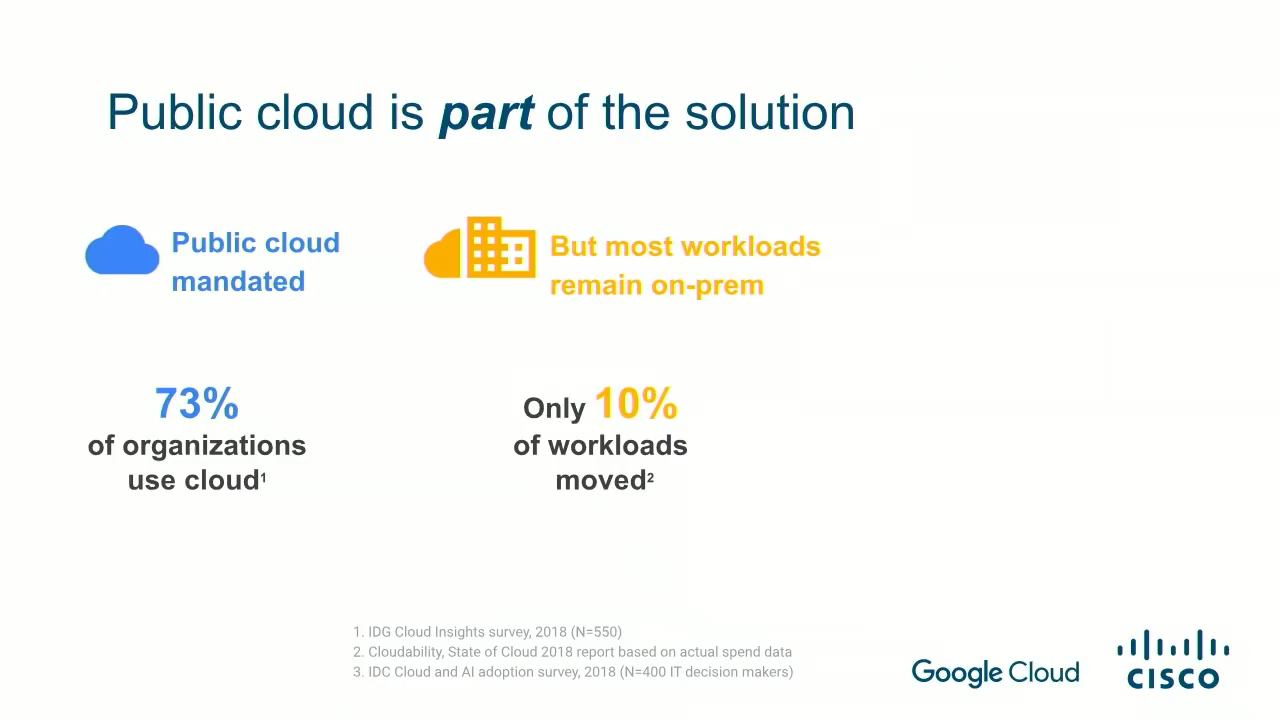 Public cloud is part of the solution
Public cloud
mandated
But most workloads
remain on-prem
73%
of organizations
use cloud¹
Only 10%
of workloads
moved²
1. IDG Cloud Insights survey, 2018 (N=550)
2. Cloudability, State of Cloud 2018 report based on actual spend data
3. IDC Cloud and AI adoption survey, 2018 (N=400 IT decision makers)
Google Cloud
CISCO